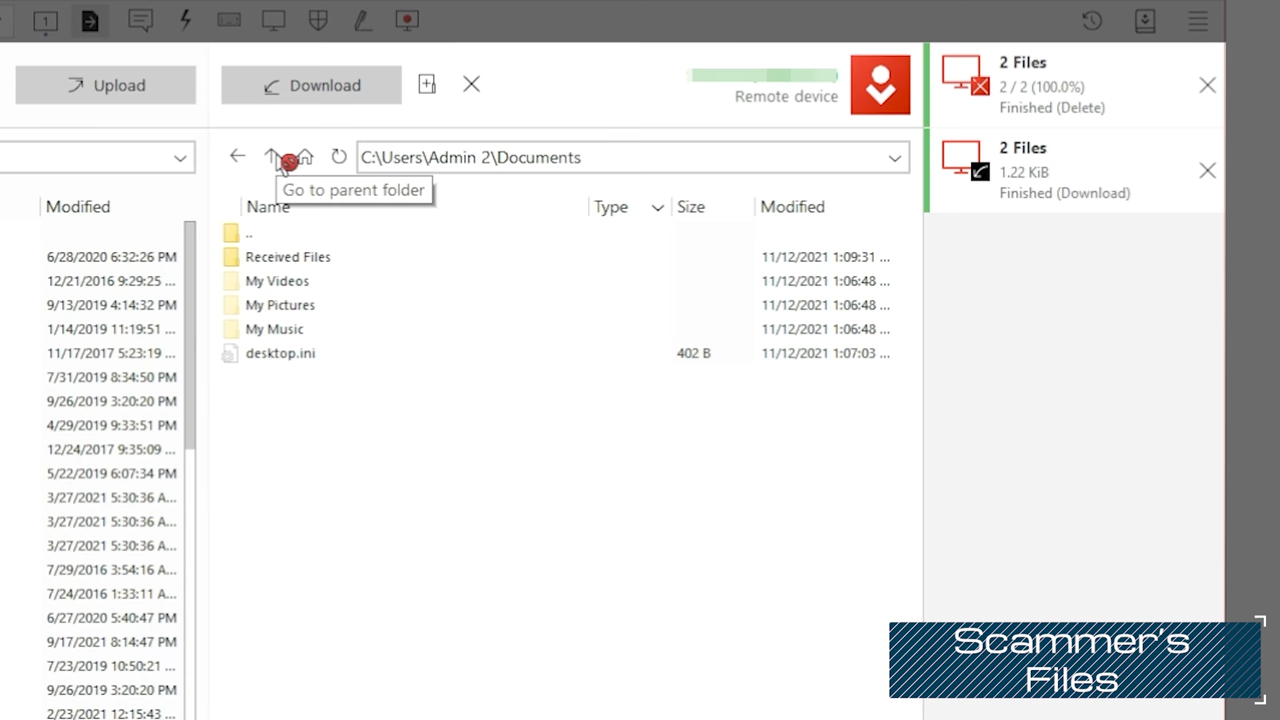 1
Upload
Download
Remote device
2 Files
2 / 2 (100.0%)
Finished (Delete)
2 Files
1.22 KiB
Finished (Download)
C:\Users\Admin 2\Documents
Go to parent folder
Modified
Name
Type
Size
Modified
..
6/28/2020 6:32:26 PM
Received Files
11/12/2021 1:09:31 ...
12/21/2016 9:29:25 ...
My Videos
11/12/2021 1:06:48 ...
9/13/2019 4:14:32 PM
My Pictures
11/12/2021 1:06:48 ...
1/14/2019 11:19:51 ...
My Music
11/12/2021 1:06:48 ...
11/17/2017 5:23:19 ...
desktop.ini
402 B
11/12/2021 1:07:03 ...
7/31/2019 8:34:50 PM
9/26/2019 3:20:20 PM
4/29/2019 9:33:51 PM
12/24/2017 9:35:09 ...
5/22/2019 6:07:34 PM
3/27/2021 5:30:36 A...
3/27/2021 5:30:36 A...
3/27/2021 5:30:36 A...
7/29/2016 3:54:16 A...
7/24/2016 1:33:11 A...
6/27/2020 5:40:47 PM
9/17/2021 8:14:47 PM
7/23/2019 10:50:21 ...
9/26/2019 3:20:20 PM
2/23/2021 12:15:43 ...
Scammer's
Files